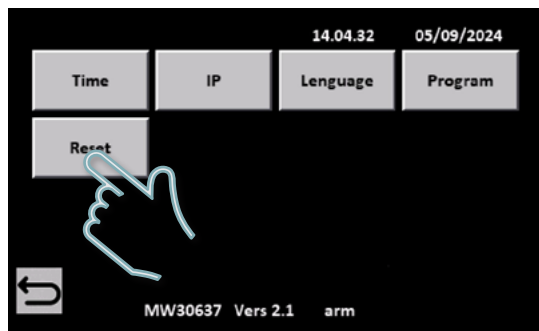 14.04.32 05/09/2024
Time IP Lenguage Program
Reset
MW30637 Vers 2.1 arm